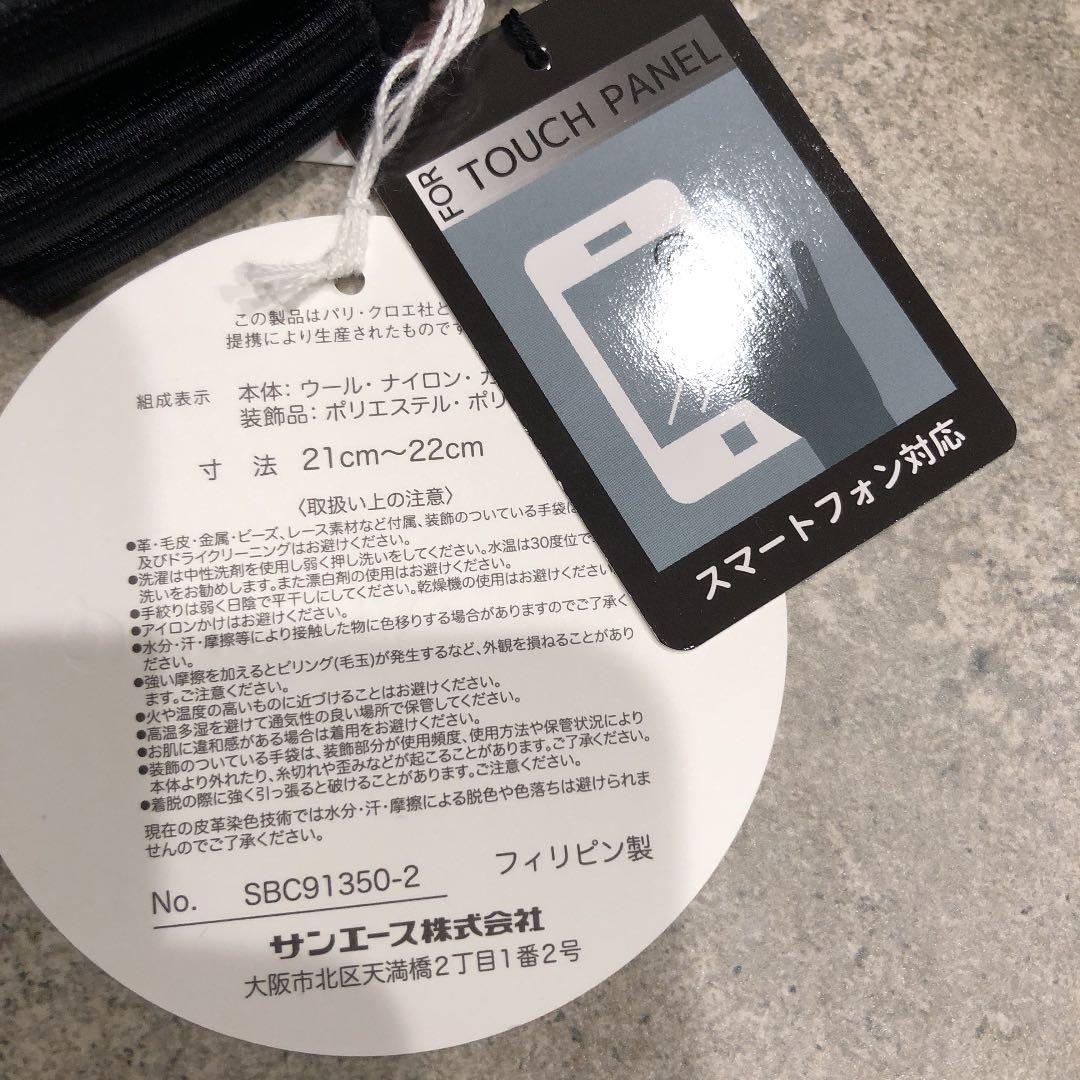 FOR
TOUCH PANEL
スマートフォン対応
この製品はパリ・クロエ社と
提携により生産されたものです
組成表示 本体：ウール・ナイロン・
装飾品：ポリエステル・
寸 法 21cm～22cm
〈取扱い上の注意〉
●革・毛皮・金属・ビーズ、レース素材など付属、装飾のついている手袋は
及びドライクリーニングはお避けください。
●洗濯は中性洗剤を使用し弱く押し洗いをしてください。水温は30度位で
洗いをお勧めします。また漂白剤の使用はお避けください。
●手絞りは弱く日陰で平干しにしてください。乾燥機の使用はお避けください
●アイロンかけはお避けください。
●水分・汗・摩擦等により接触した物に色移りする場合がありますのでご了承く
ださい。
●強い摩擦を加えるとピリング(毛玉)が発生するなど、外観を損ねることがあり
ます。ご注意ください。
●火や温度の高いものに近づけることはお避けください。
●高温多湿を避けて通気性の良い場所で保管してください。
●お肌に違和感がある場合は着用をお避けください。
●装飾のついている手袋は、装飾部分が使用頻度、使用方法や保管状況により
本体より外れたり、糸切れや歪みなどが起こることがあります。ご了承ください。
●着脱の際に強く引っ張ると破けることがあります。ご注意ください。
現在の皮革染色技術では水分・汗・摩擦による脱色や色落ちは避けられま
せんのでご了承ください。
No. SBC91350-2 フィリピン製
サンエース株式会社
大阪市北区天満橋2丁目1番2号